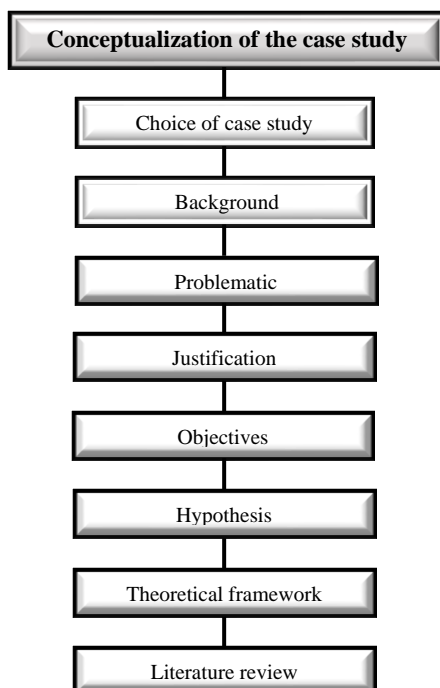 Conceptualization of the case study
Choice of case study
Background
Problematic
Justification
Objectives
Hypothesis
Theoretical framework
Literature review